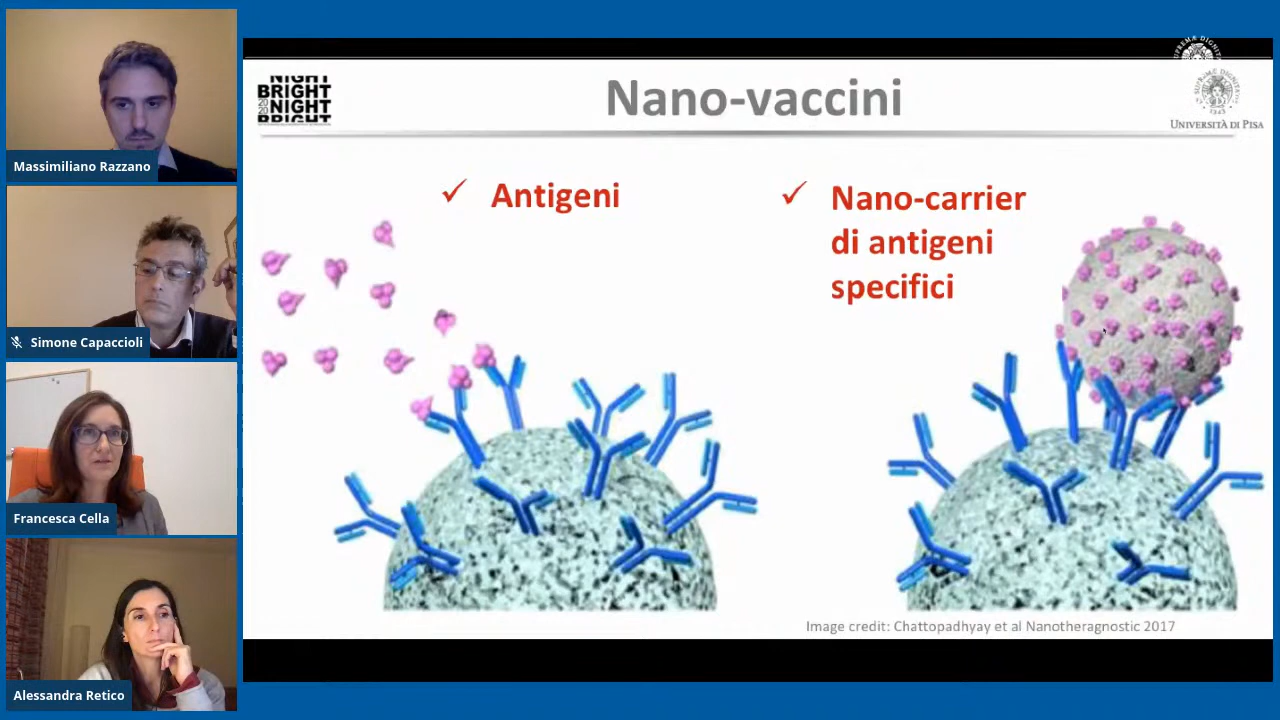 Massimiliano Razzano
Simone Capaccioli
Francesca Cella
Alessandra Retico
NIGHT
BRIGHT
NIGHT
BRIGHT
Nano-vaccini
UNIVERSITÀ DI PISA
✓ Antigeni
✓ Nano-carrier
di antigeni
specifici
Image credit: Chattopadhyay et al Nanotheragnostic 2017